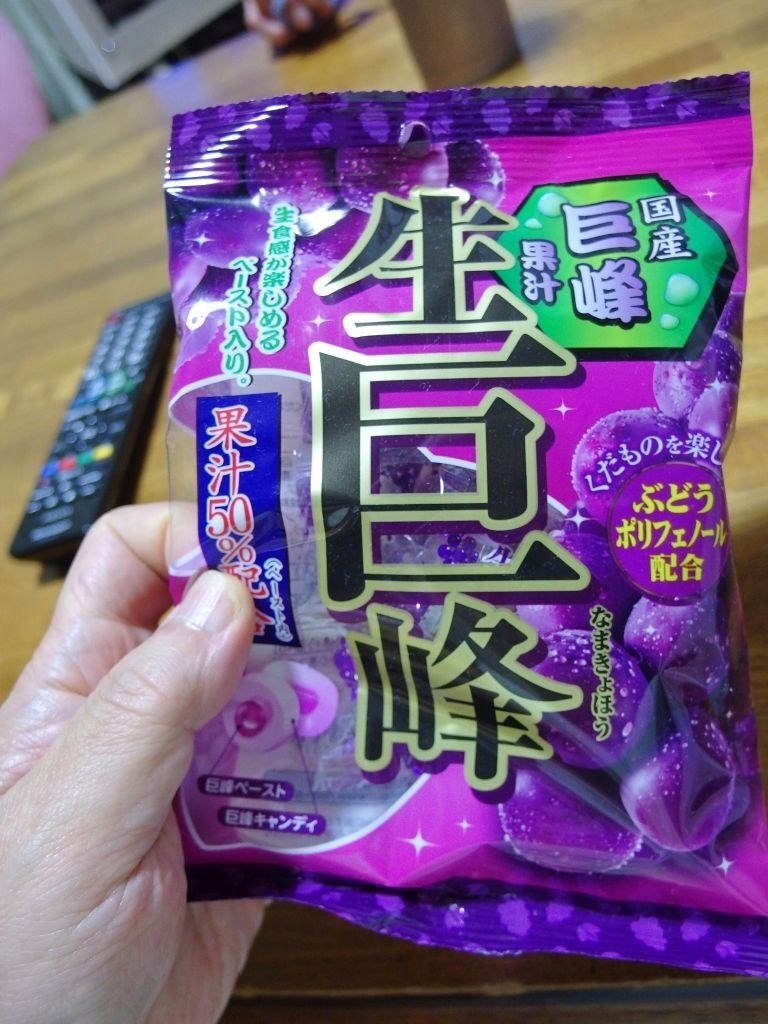 国産
巨峰
果汁
生食感が楽しめる
ペースト入り。
生巨峰
なまきょほう
果汁50%配合
(ペースト内)
くだものを楽し
ぶどう
ポリフェノール
配合
巨峰ペースト
巨峰キャンディ